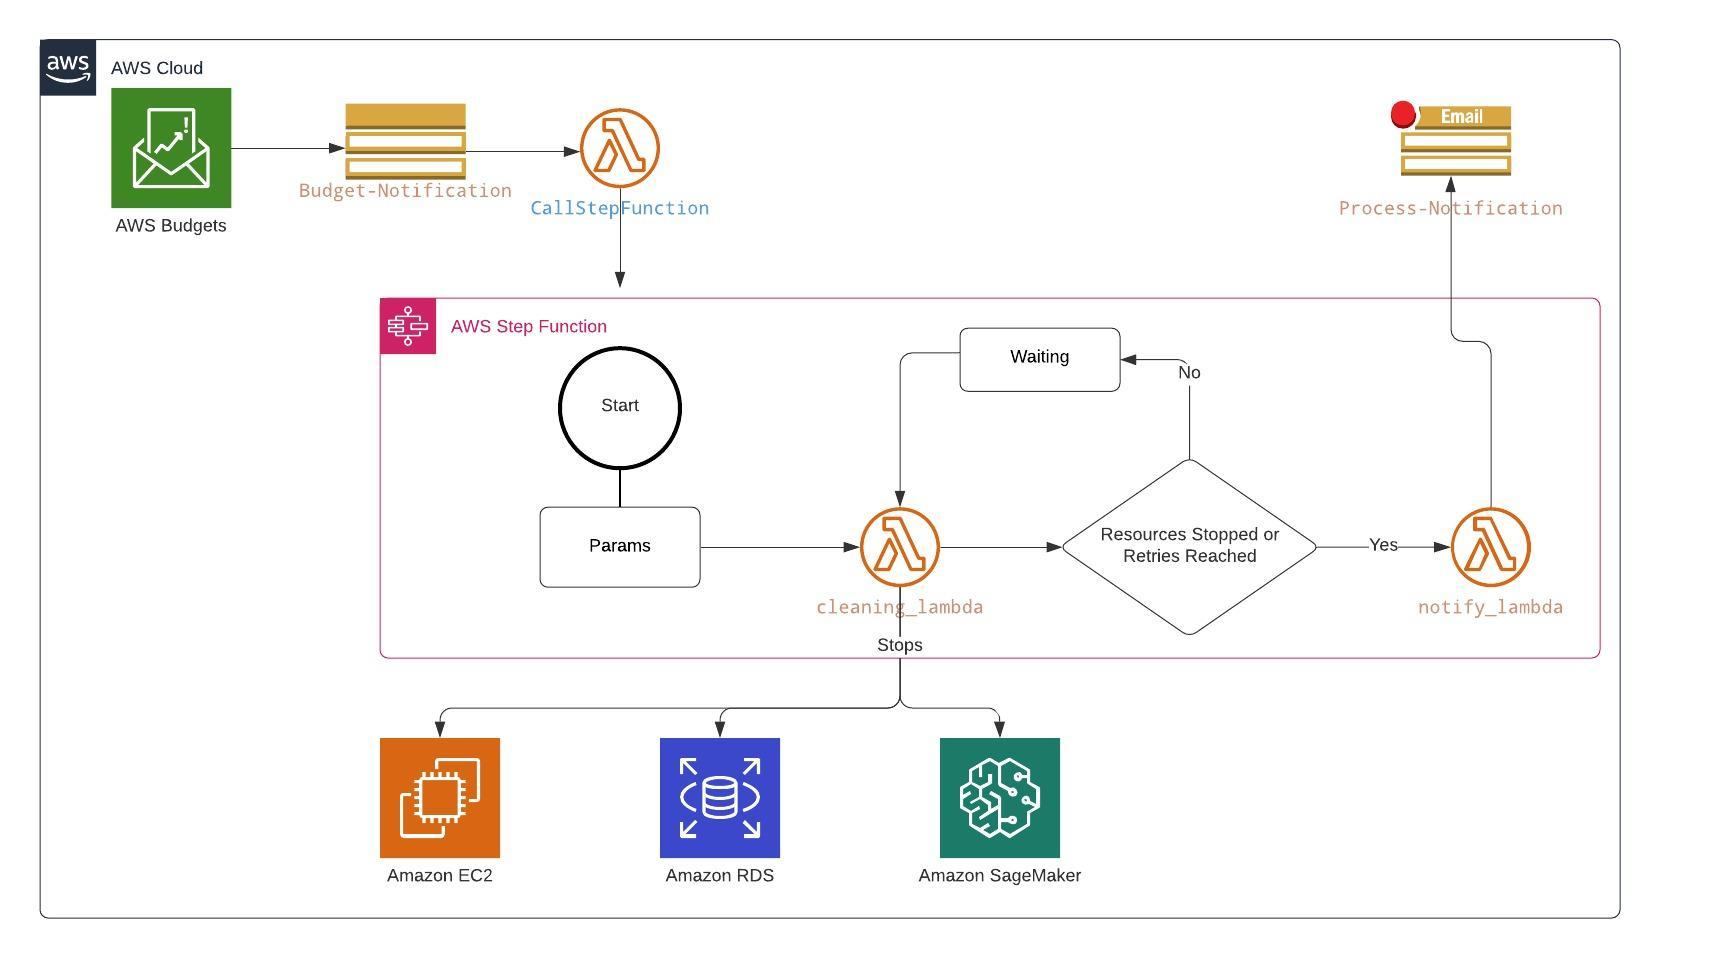 aws
AWS Cloud
AWS Budgets
Budget-Notification
CallStepFunction
Email
Process-Notification
AWS Step Function
Start
Params
Waiting
No
cleaning_lambda
Stops
Resources Stopped or
Retries Reached
Yes
notify_lambda
Amazon EC2
Amazon RDS
Amazon SageMaker